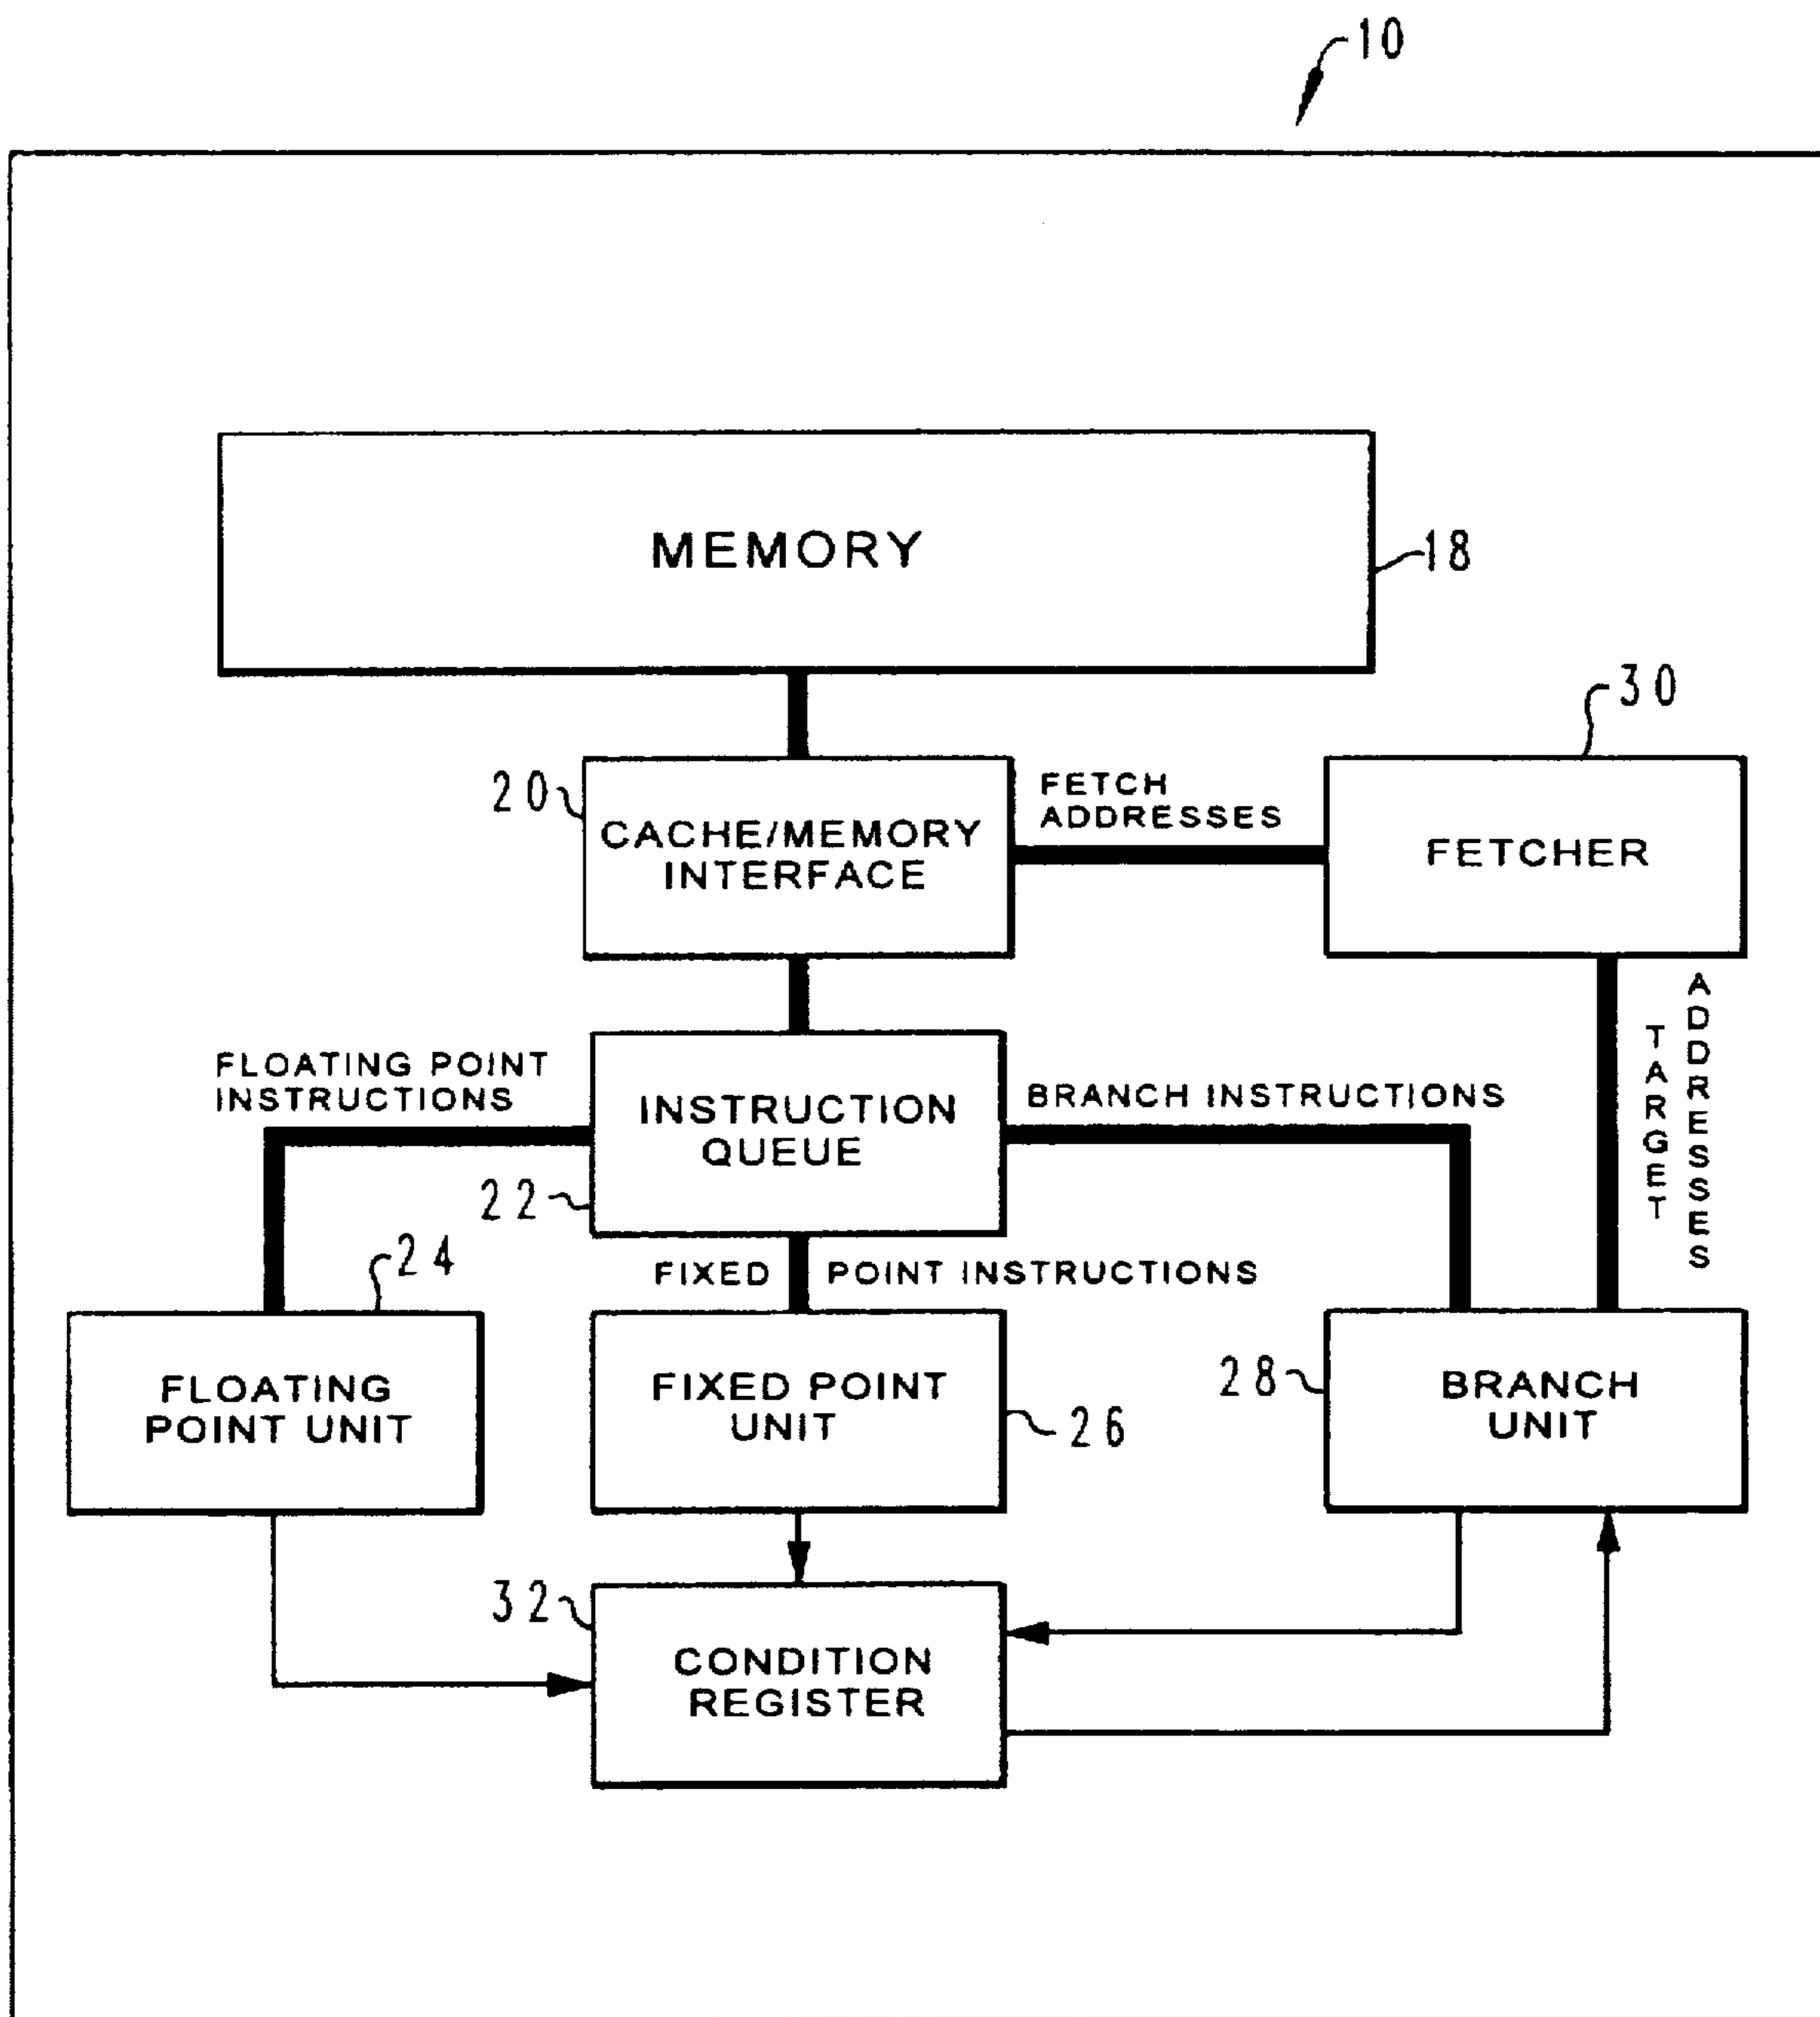 10
MEMORY
18
30
20
CACHE/MEMORY
INTERFACE
FETCH
ADDRESSES
FETCHER
FLOATING POINT
INSTRUCTIONS
INSTRUCTION
QUEUE
22
BRANCH INSTRUCTIONS
TARGET
ADDRESSES
24
FIXED POINT INSTRUCTIONS
FLOATING
POINT UNIT
FIXED POINT
UNIT
26
28
BRANCH
UNIT
32
CONDITION
REGISTER